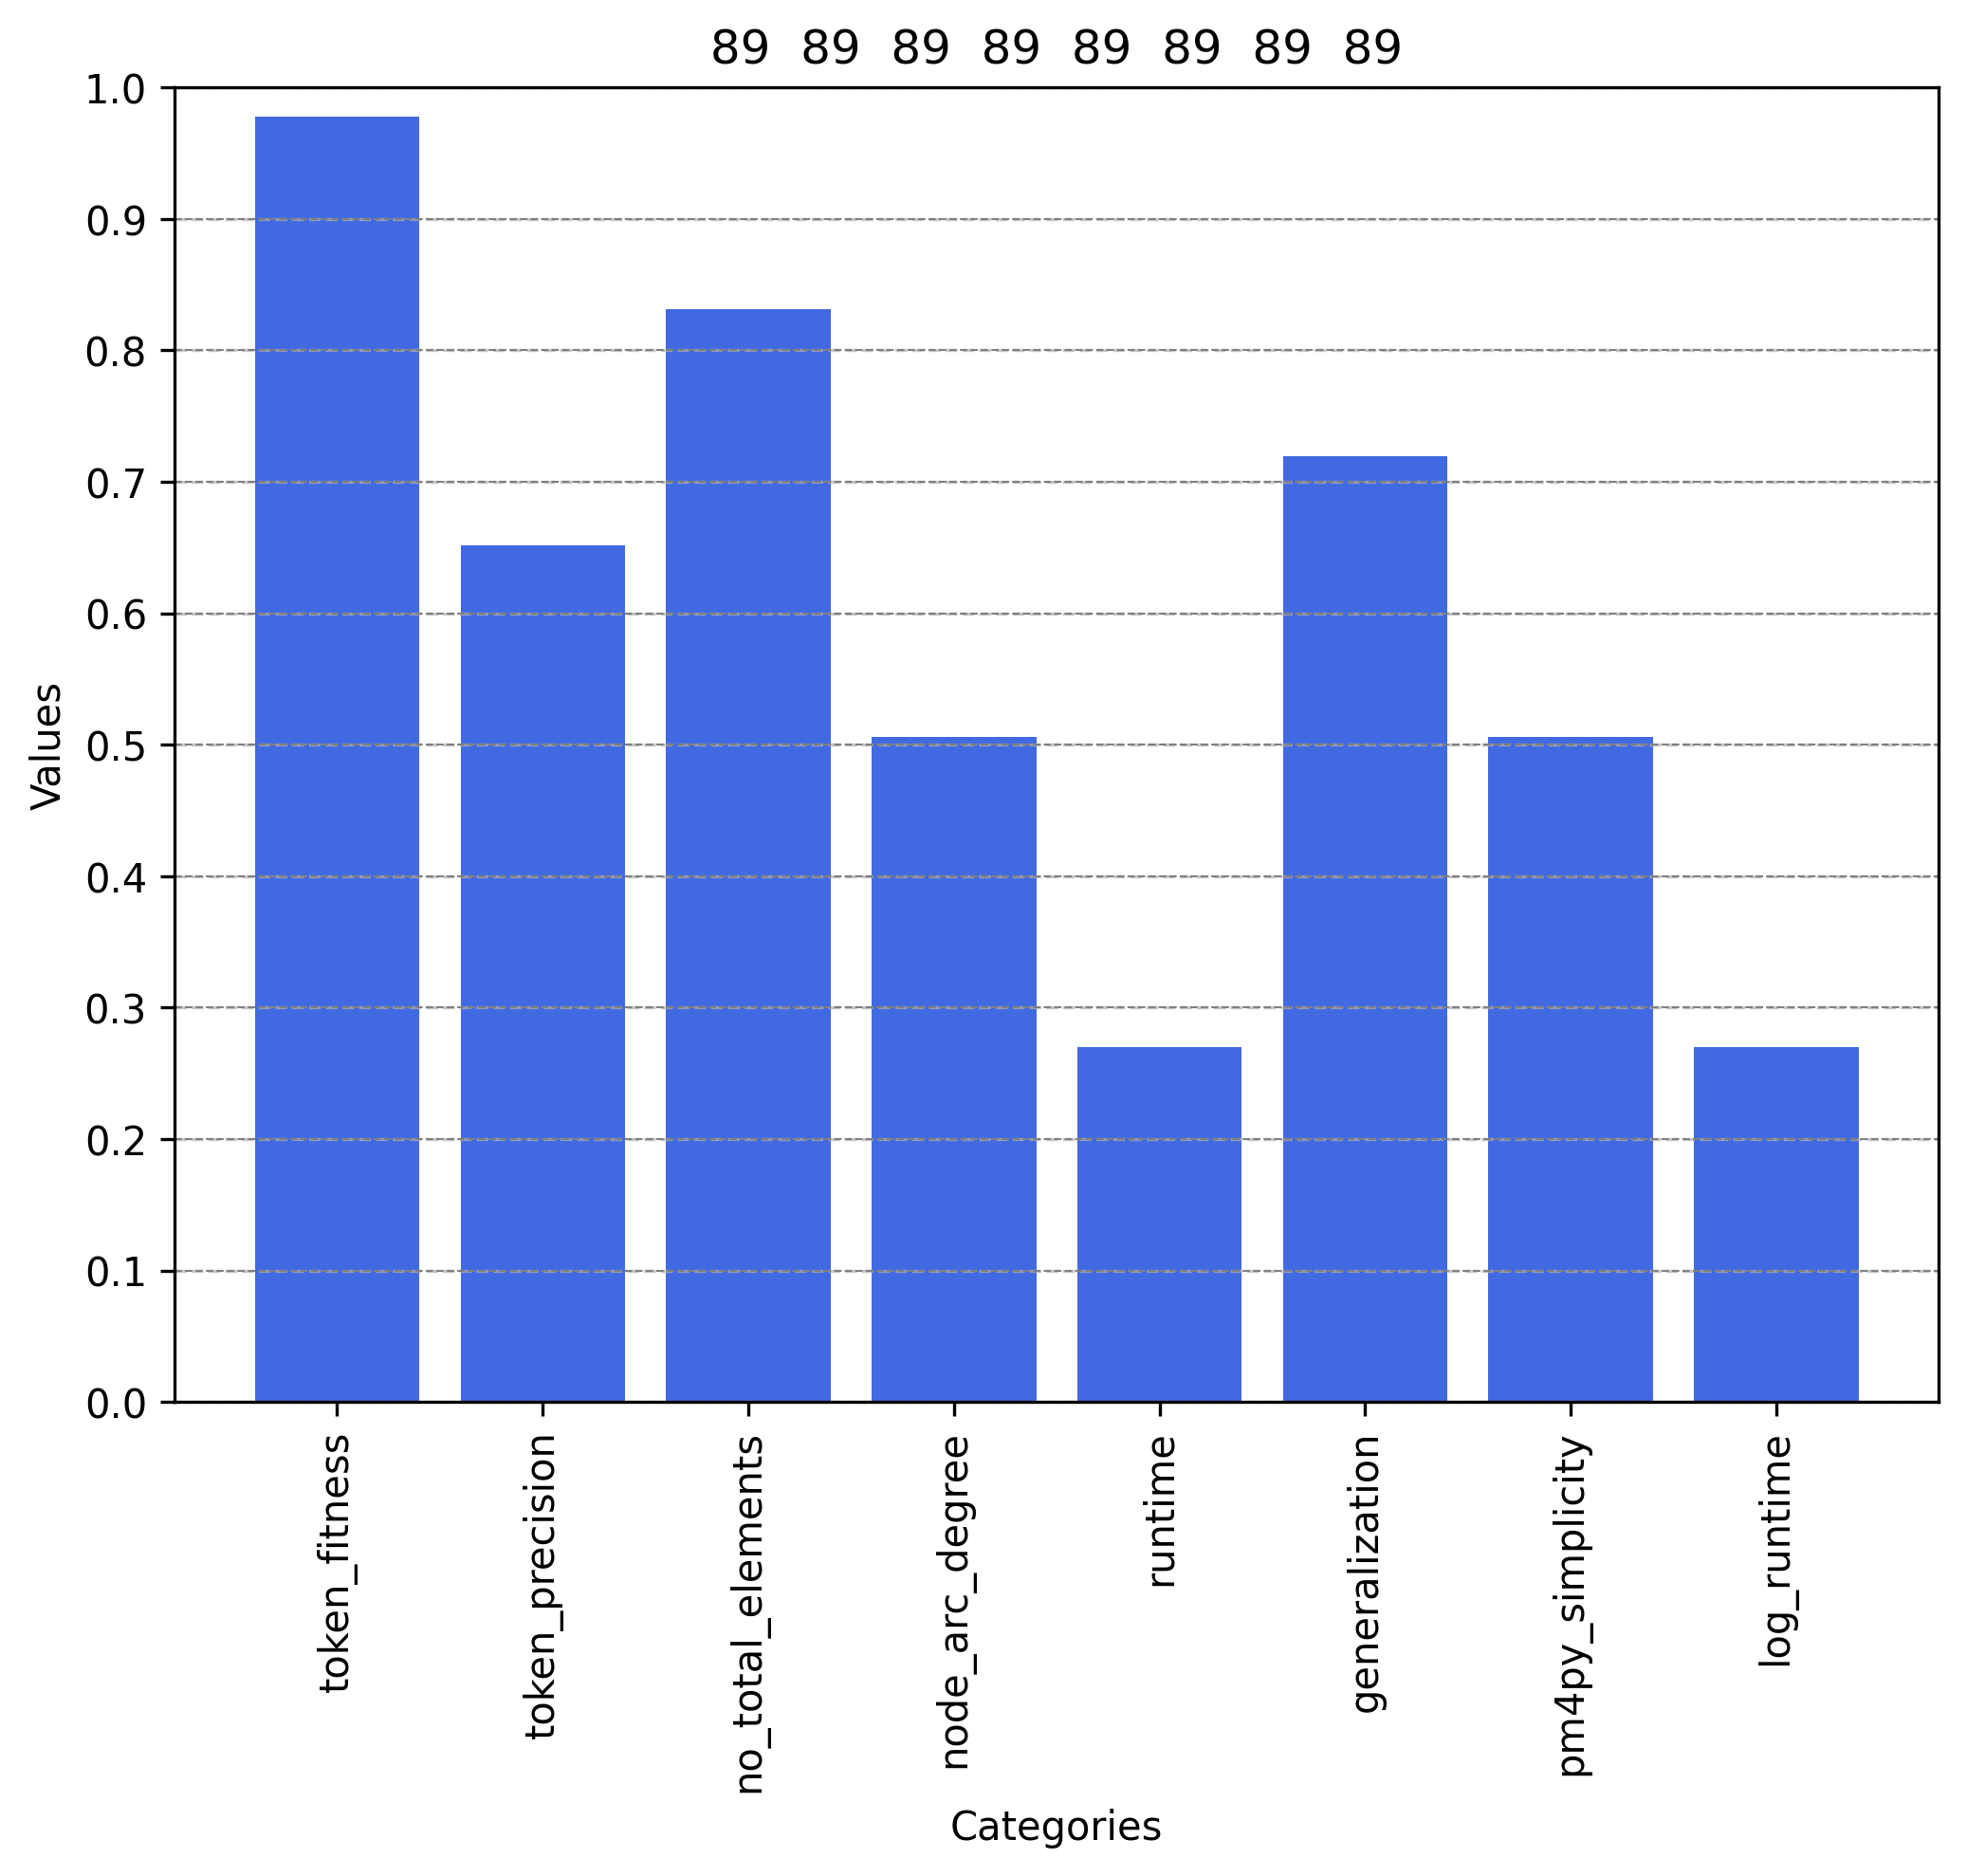 89 89 89 89 89 89 89 89
1.0
0.9
0.8
0.7
0.6
0.5
0.4
0.3
0.2
0.1
0.0
Values
token_fitness
token_precision
no_total_elements
node_arc_degree
runtime
generalization
pm4py_simplicity
log_runtime
Categories